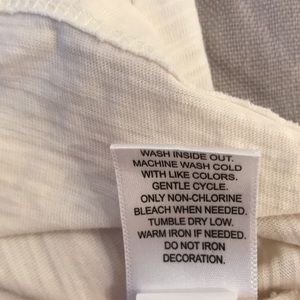 WASH INSIDE OUT.
MACHINE WASH COLD
WITH LIKE COLORS.
GENTLE CYCLE.
ONLY NON-CHLORINE
BLEACH WHEN NEEDED.
TUMBLE DRY LOW.
WARM IRON IF NEEDED.
DO NOT IRON
DECORATION.